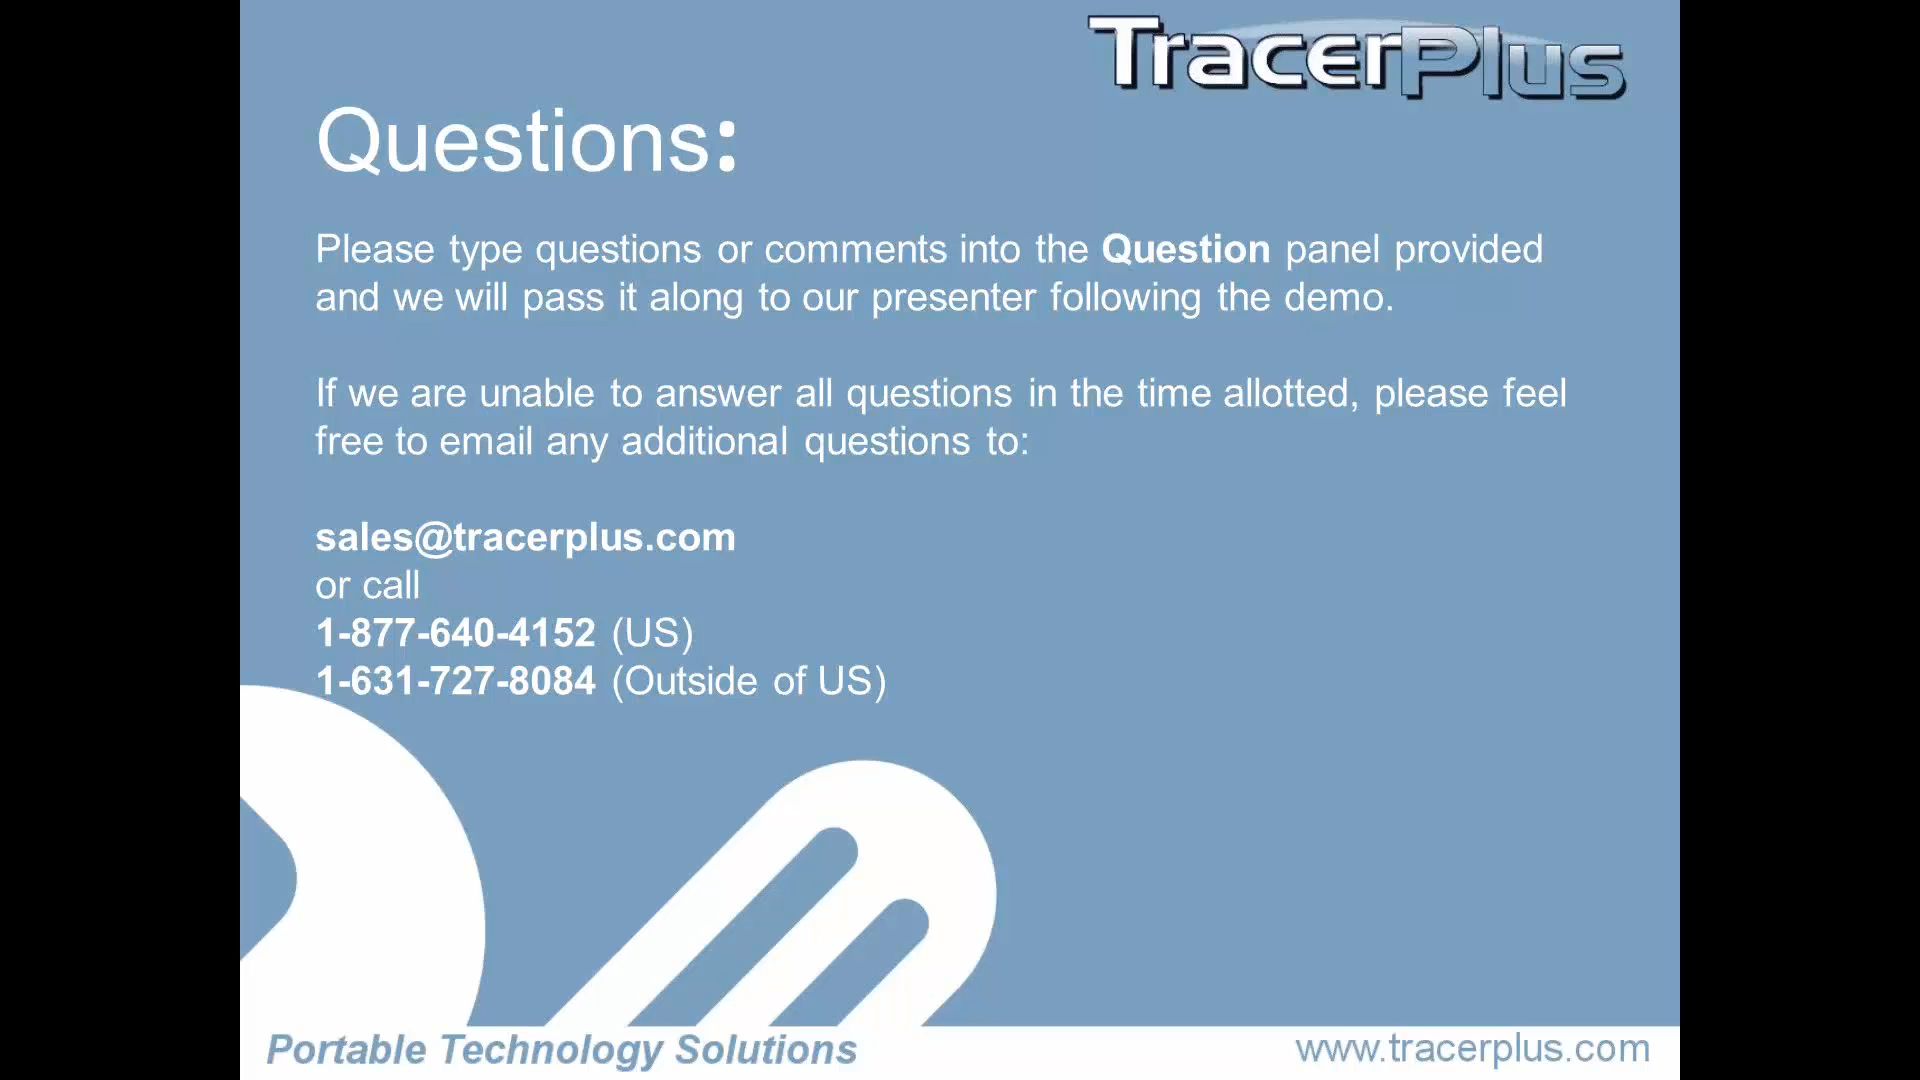 TracerPlus
Questions:
Please type questions or comments into the Question panel provided
and we will pass it along to our presenter following the demo.
If we are unable to answer all questions in the time allotted, please feel
free to email any additional questions to:
sales@tracerplus.com
or call
1-877-640-4152 (US)
1-631-727-8084 (Outside of US)
Portable Technology Solutions
www.tracerplus.com